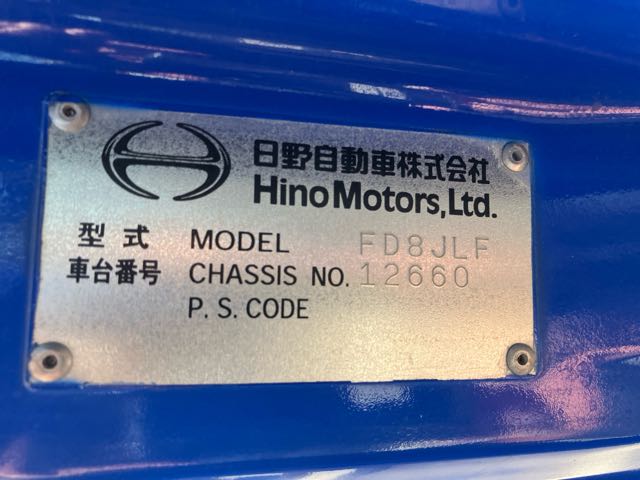 日野自動車株式会社
Hino Motors, Ltd.
型式 MODEL FD8JLF
車台番号 CHASSIS NO. 12660
P. S. CODE